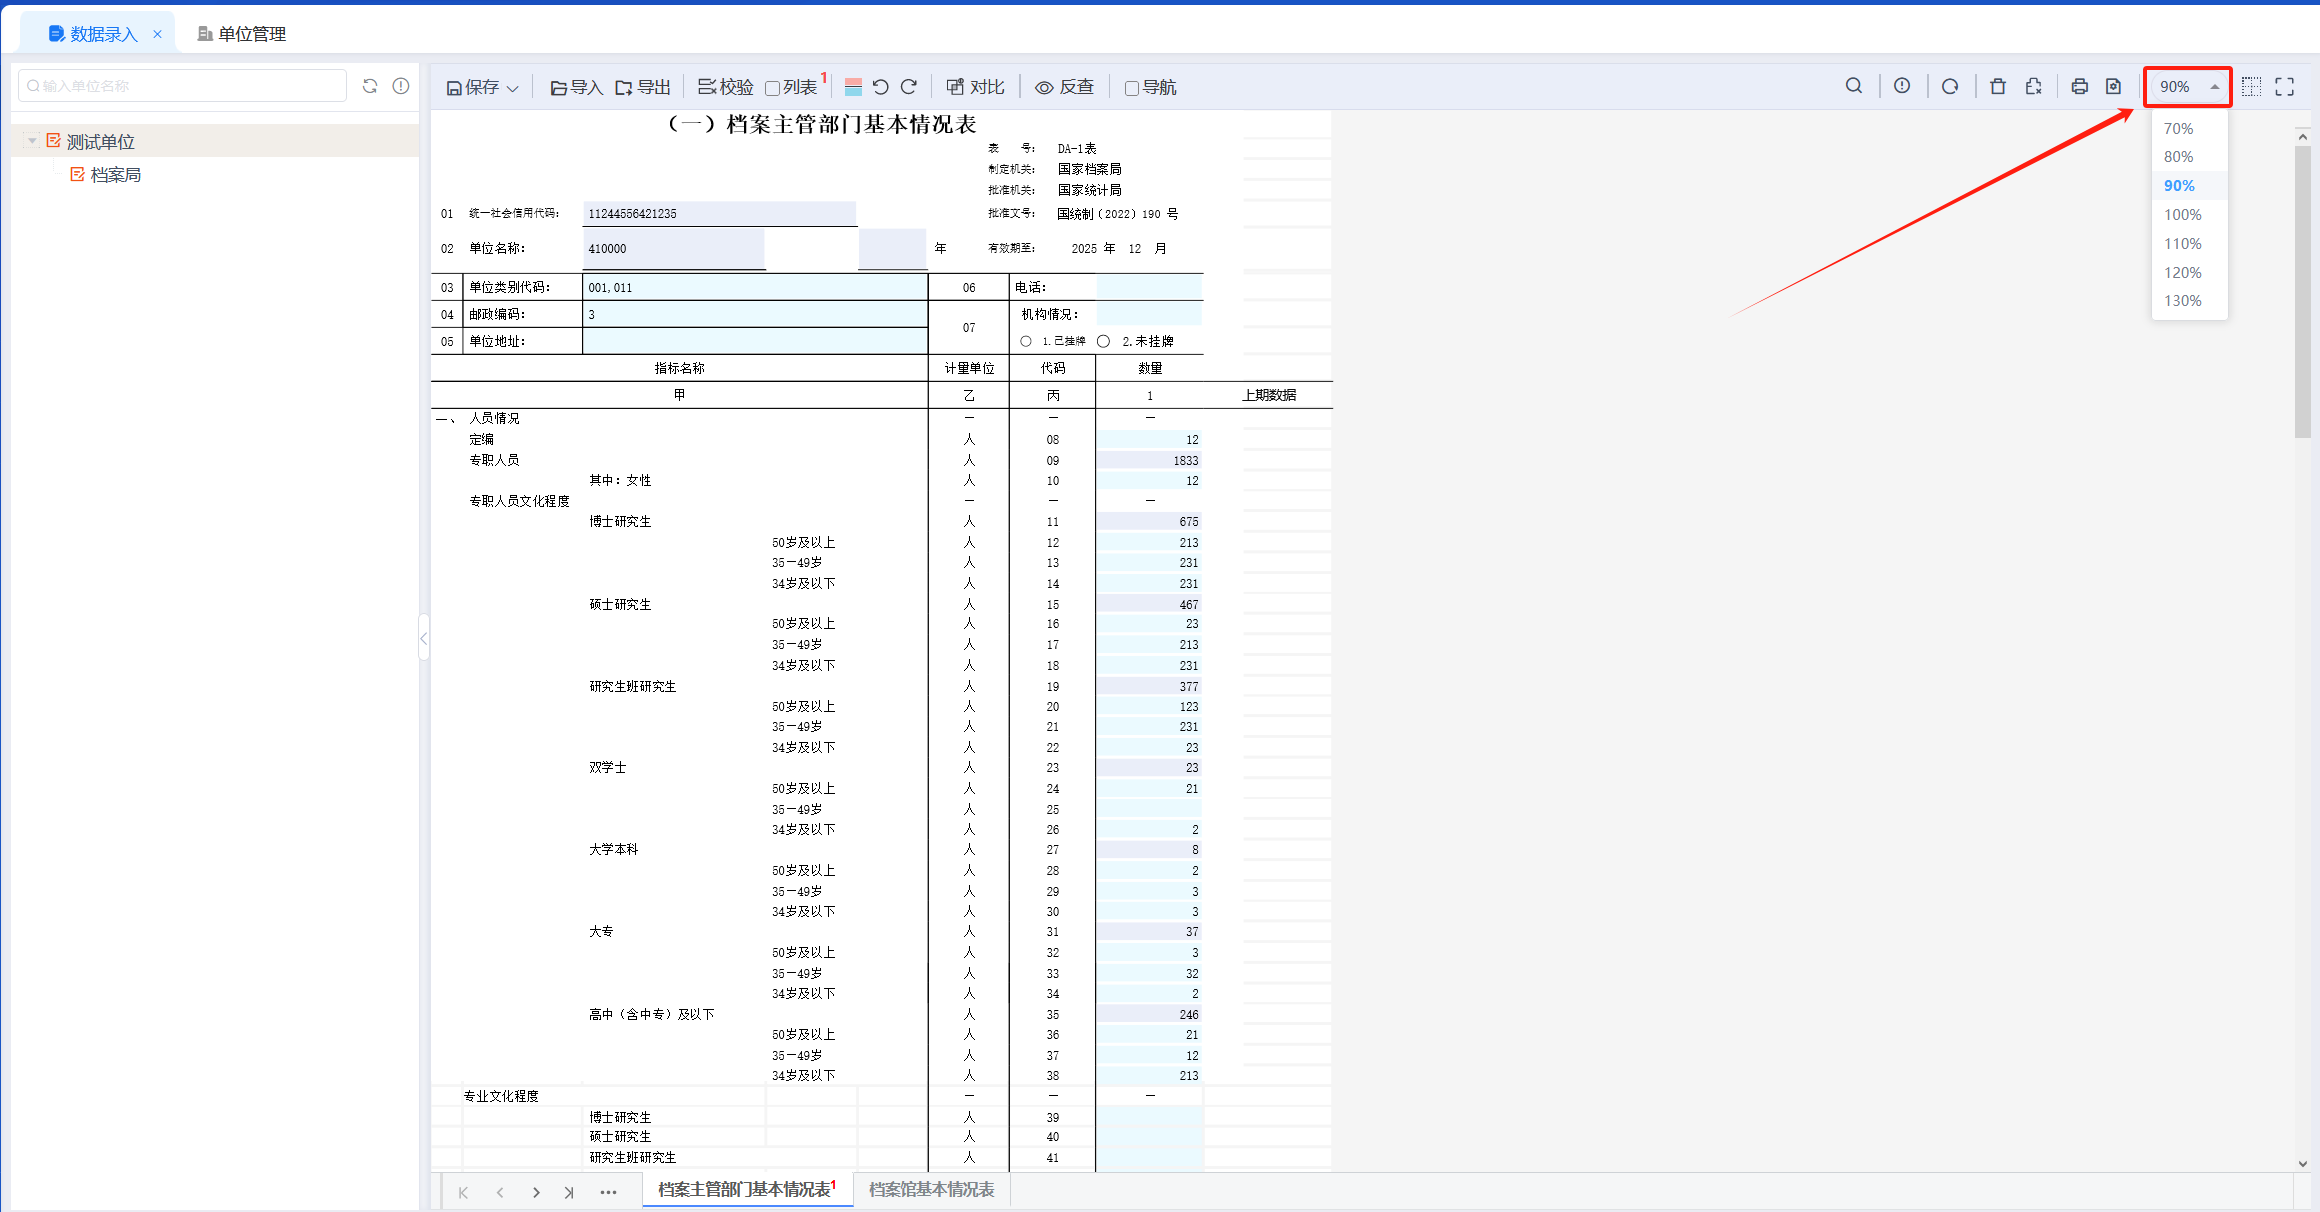 数据录入 × 单位管理
输入单位名称
测试单位
档案局
保存 导入 导出 校验 列表 1 对比 反查 导航 90%
70%
80%
90%
100%
110%
120%
130%
（一）档案主管部门基本情况表
表 号： DA-1表
制定机关： 国家档案局
批准机关： 国家统计局
01 统一社会信用代码： 11244556421235 批准文号： 国统制（2022）190 号
02 单位名称： 410000 年 有效期至： 2025 年 12 月
03 单位类别代码： 001,011 06 电话：
04 邮政编码： 3 07 机构情况：
05 单位地址： 1.已挂牌 2.未挂牌
指标名称 计量单位 代码 数量
甲 乙 丙 1 上期数据
一、 人员情况 — — —
定编 人 08 12
专职人员 人 09 1833
其中：女性 人 10 12
专职人员文化程度 — — —
博士研究生 人 11 675
50岁及以上 人 12 213
35—49岁 人 13 231
34岁及以下 人 14 231
硕士研究生 人 15 467
50岁及以上 人 16 23
35—49岁 人 17 213
34岁及以下 人 18 231
研究生班研究生 人 19 377
50岁及以上 人 20 123
35—49岁 人 21 231
34岁及以下 人 22 23
双学士 人 23 23
50岁及以上 人 24 21
35—49岁 人 25
34岁及以下 人 26 2
大学本科 人 27 8
50岁及以上 人 28 2
35—49岁 人 29 3
34岁及以下 人 30 3
大专 人 31 37
50岁及以上 人 32 3
35—49岁 人 33 32
34岁及以下 人 34 2
高中（含中专）及以下 人 35 246
50岁及以上 人 36 21
35—49岁 人 37 12
34岁及以下 人 38 213
专业文化程度 — — —
博士研究生 人 39
硕士研究生 人 40
研究生班研究生 人 41
档案主管部门基本情况表1 档案馆基本情况表